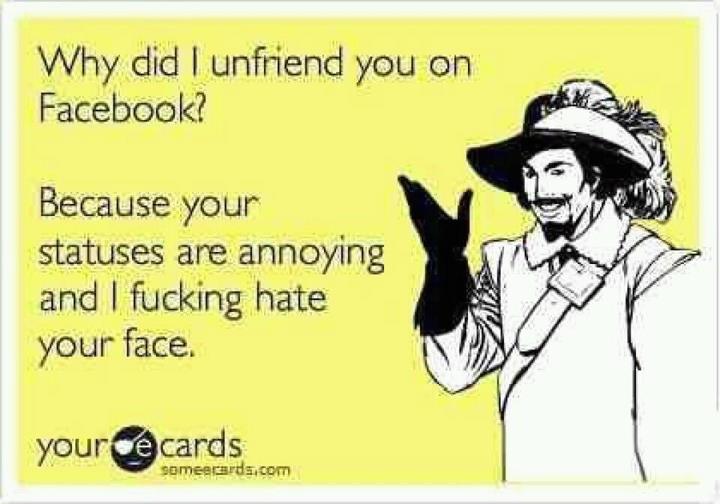 Why did I unfriend you on
Facebook?
Because your
statuses are annoying
and I fucking hate
your face.
your e cards
someecards.com